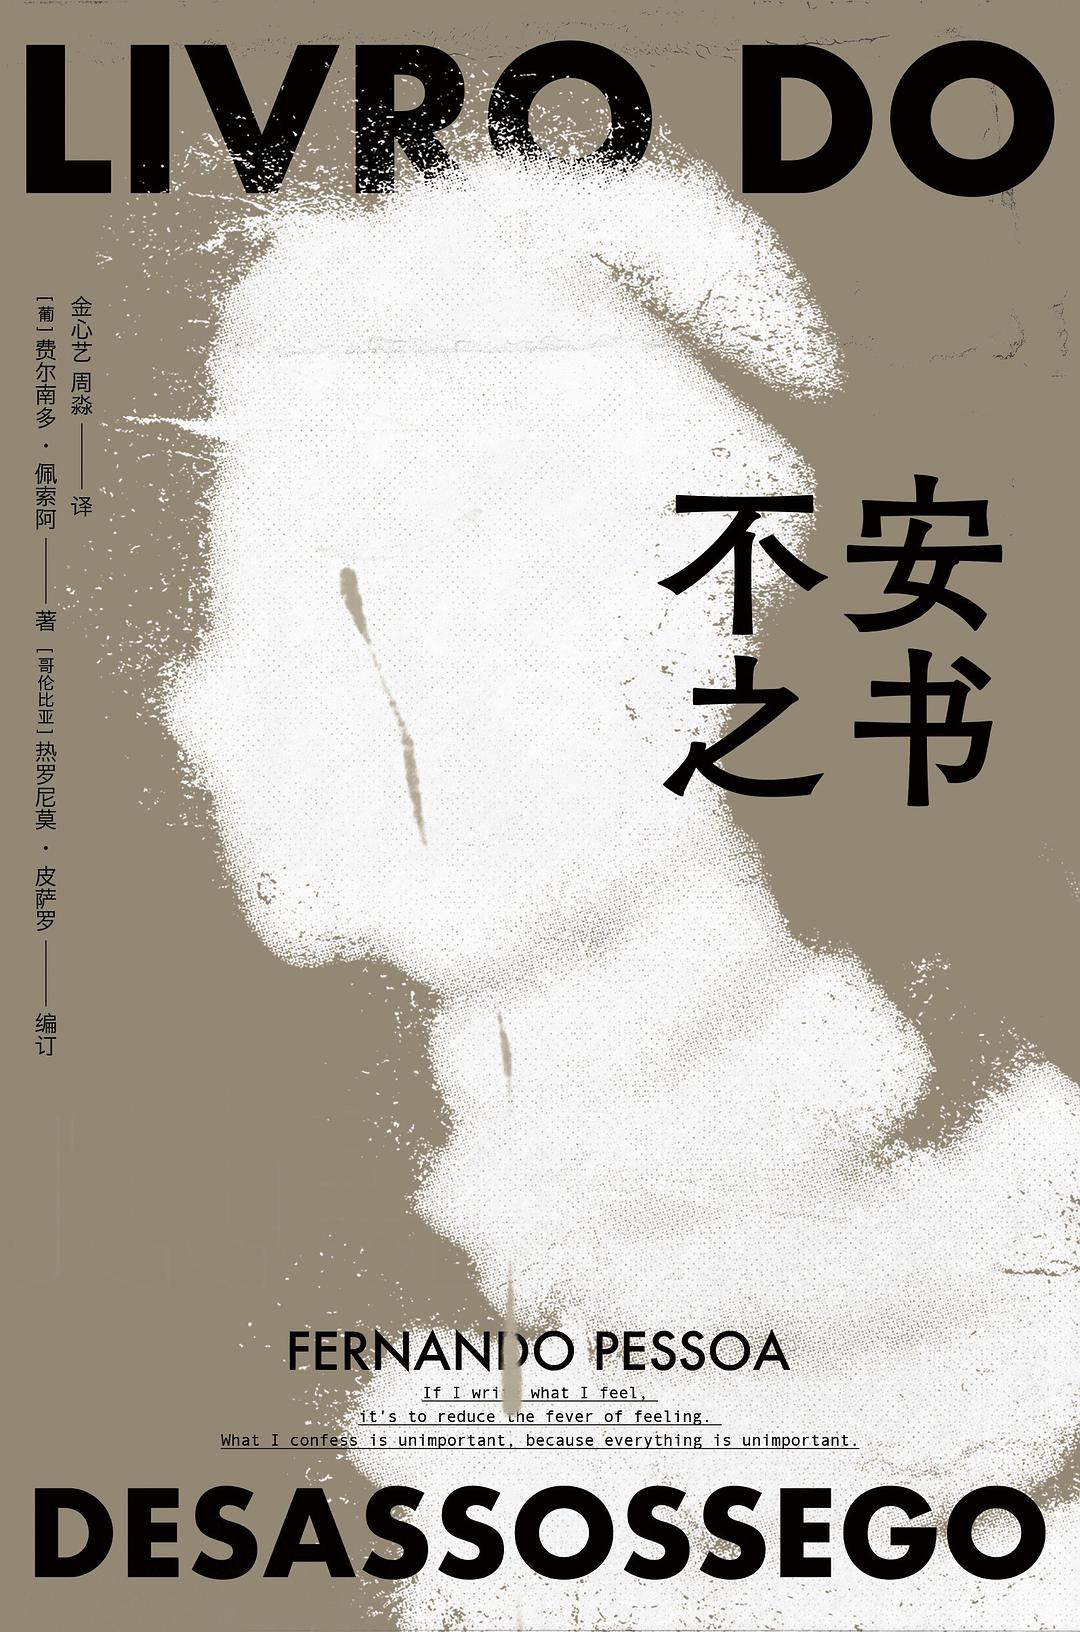 LIVRO DO
金心艺 周淼——译
[葡]费尔南多·佩索阿——著 [哥伦比亚]热罗尼莫·皮萨罗——编订
不安
之书
FERNANDO PESSOA
If I write what I feel,
it's to reduce the fever of feeling.
What I confess is unimportant, because everything is unimportant.
DESASSOSSEGO